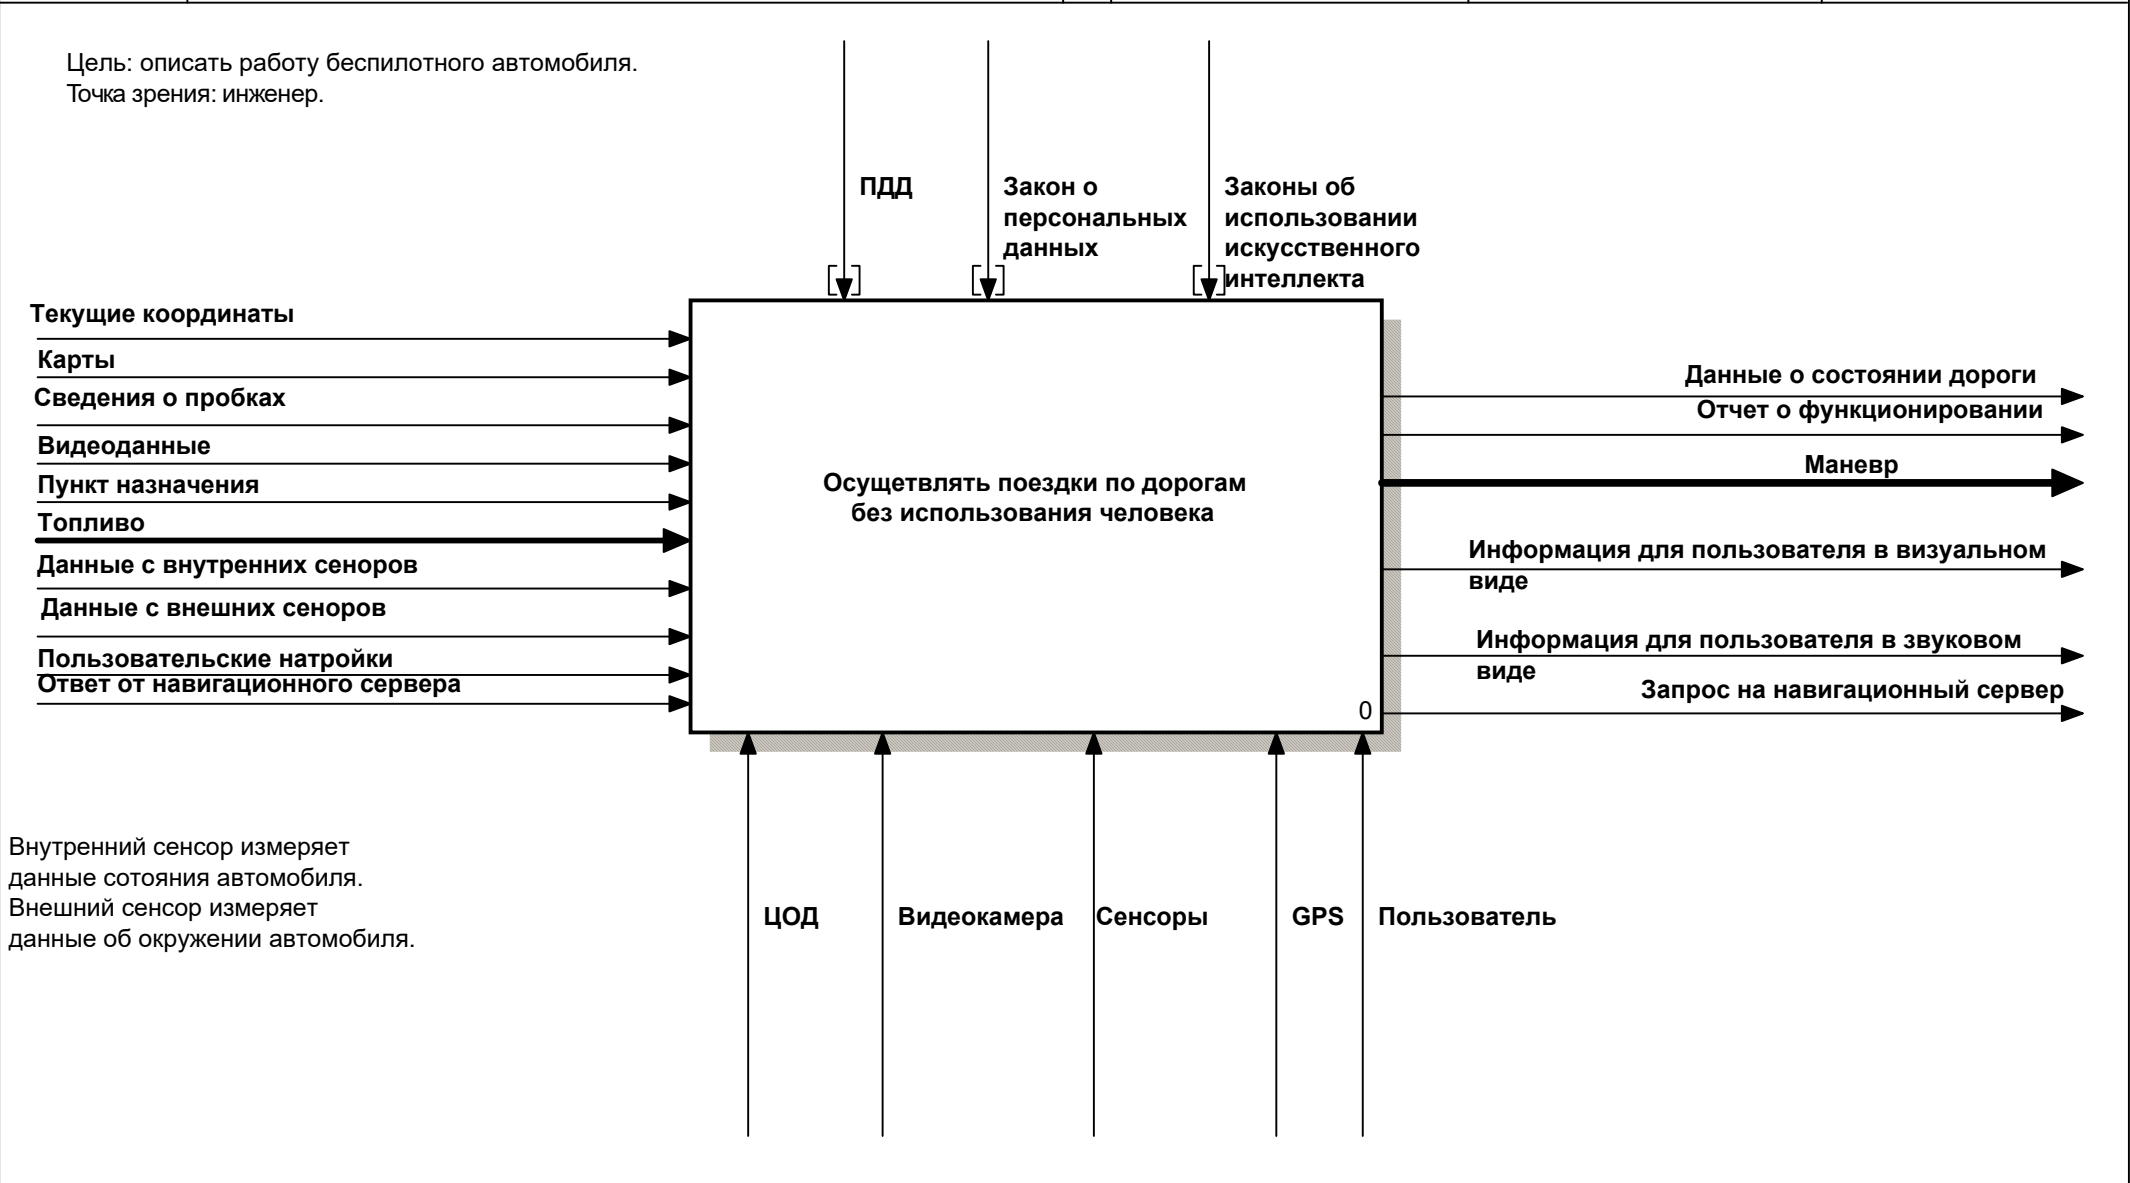 Цель: описать работу беспилотного автомобиля.
Точка зрения: инженер.
ПДД
Закон о
персональных
данных
Законы об
использовании
искусственного
интеллекта
Текущие координаты
Карты
Сведения о пробках
Видеоданные
Пункт назначения
Топливо
Данные с внутренних сеноров
Данные с внешних сеноров
Пользовательские натройки
Ответ от навигационного сервера
Осущетвлять поездки по дорогам
без использования человека
0
Данные о состоянии дороги
Отчет о функционировании
Маневр
Информация для пользователя в визуальном
виде
Информация для пользователя в звуковом
виде
Запрос на навигационный сервер
Внутренний сенсор измеряет
данные сотояния автомобиля.
Внешний сенсор измеряет
данные об окружении автомобиля.
ЦОД
Видеокамера
Сенсоры
GPS
Пользователь